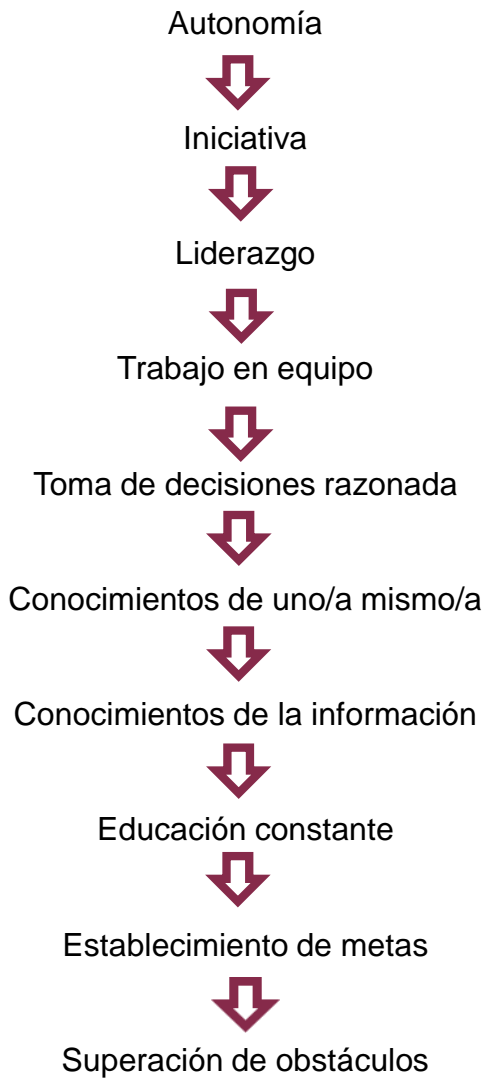 Autonomía
Iniciativa
Liderazgo
Trabajo en equipo
Toma de decisiones razonada
Conocimientos de uno/a mismo/a
Conocimientos de la información
Educación constante
Establecimiento de metas
Superación de obstáculos